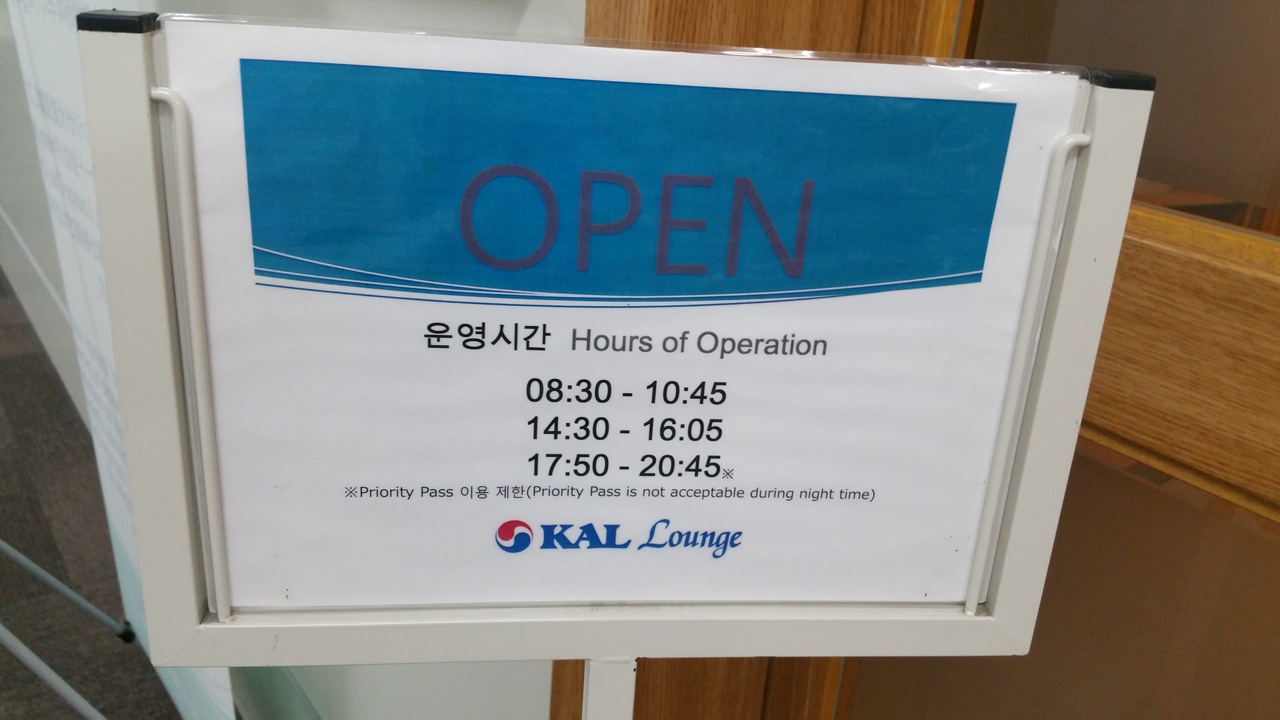 OPEN
운영시간 Hours of Operation
08:30 - 10:45
14:30 - 16:05
17:50 - 20:45※
※Priority Pass 이용 제한(Priority Pass is not acceptable during night time)
KAL Lounge